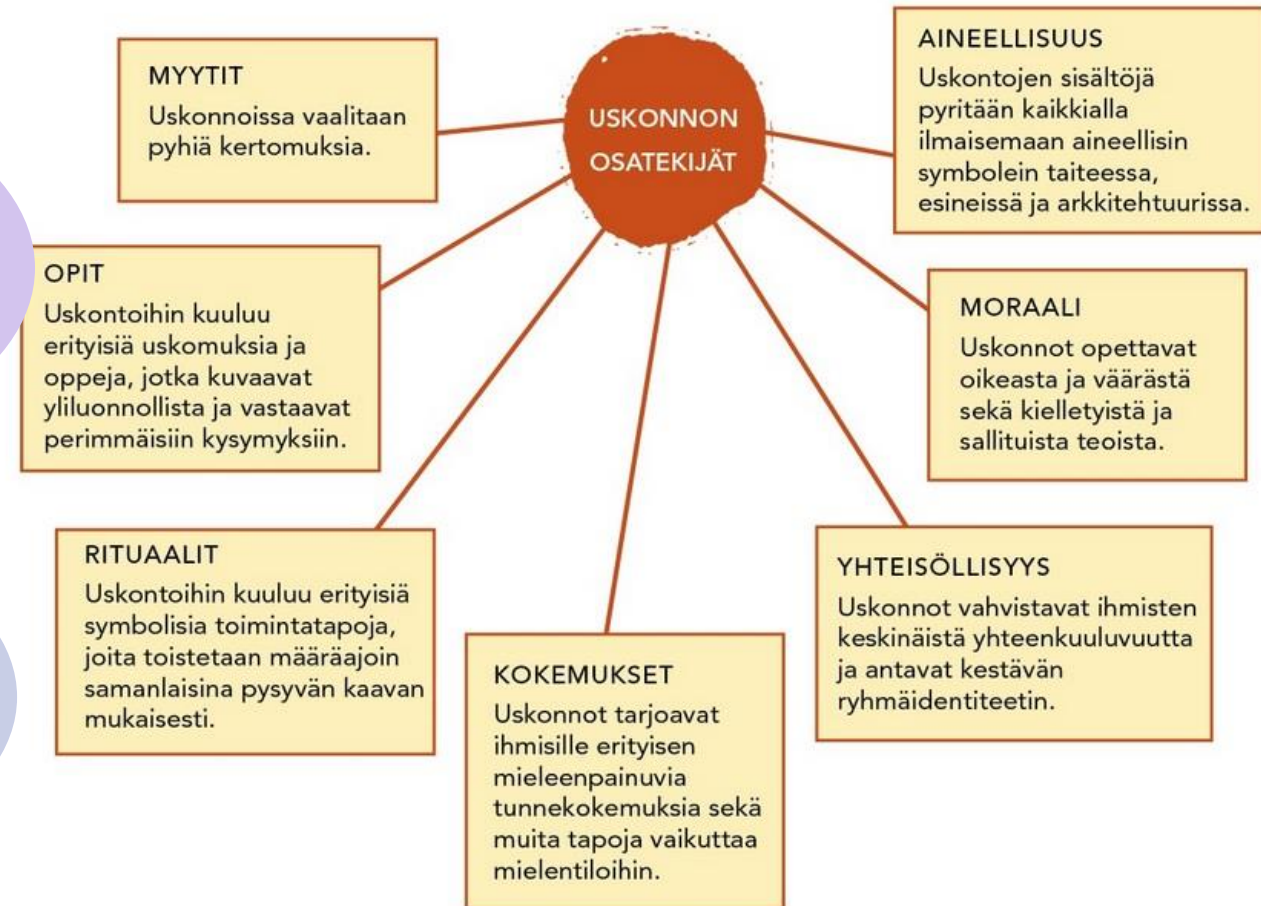 USKONNON
OSATEKIJÄT
MYYTIT
Uskonnoissa vaalitaan
pyhiä kertomuksia.
OPIT
Uskontoihin kuuluu
erityisiä uskomuksia ja
oppeja, jotka kuvaavat
yliluonnollista ja vastaavat
perimmäisiin kysymyksiin.
RITUAALIT
Uskontoihin kuuluu erityisiä
symbolisia toimintatapoja,
joita toistetaan määräajoin
samanlaisina pysyvän kaavan
mukaisesti.
KOKEMUKSET
Uskonnot tarjoavat
ihmisille erityisen
mieleenpainuvia
tunnekokemuksia sekä
muita tapoja vaikuttaa
mielentiloihin.
YHTEISÖLLISYYS
Uskonnot vahvistavat ihmisten
keskinäistä yhteenkuuluvuutta
ja antavat kestävän
ryhmäidentiteetin.
MORAALI
Uskonnot opettavat
oikeasta ja väärästä
sekä kielletyistä ja
sallituista teoista.
AINEELLISUUS
Uskontojen sisältöjä
pyritään kaikkialla
ilmaisemaan aineellisin
symbolein taiteessa,
esineissä ja arkkitehtuurissa.